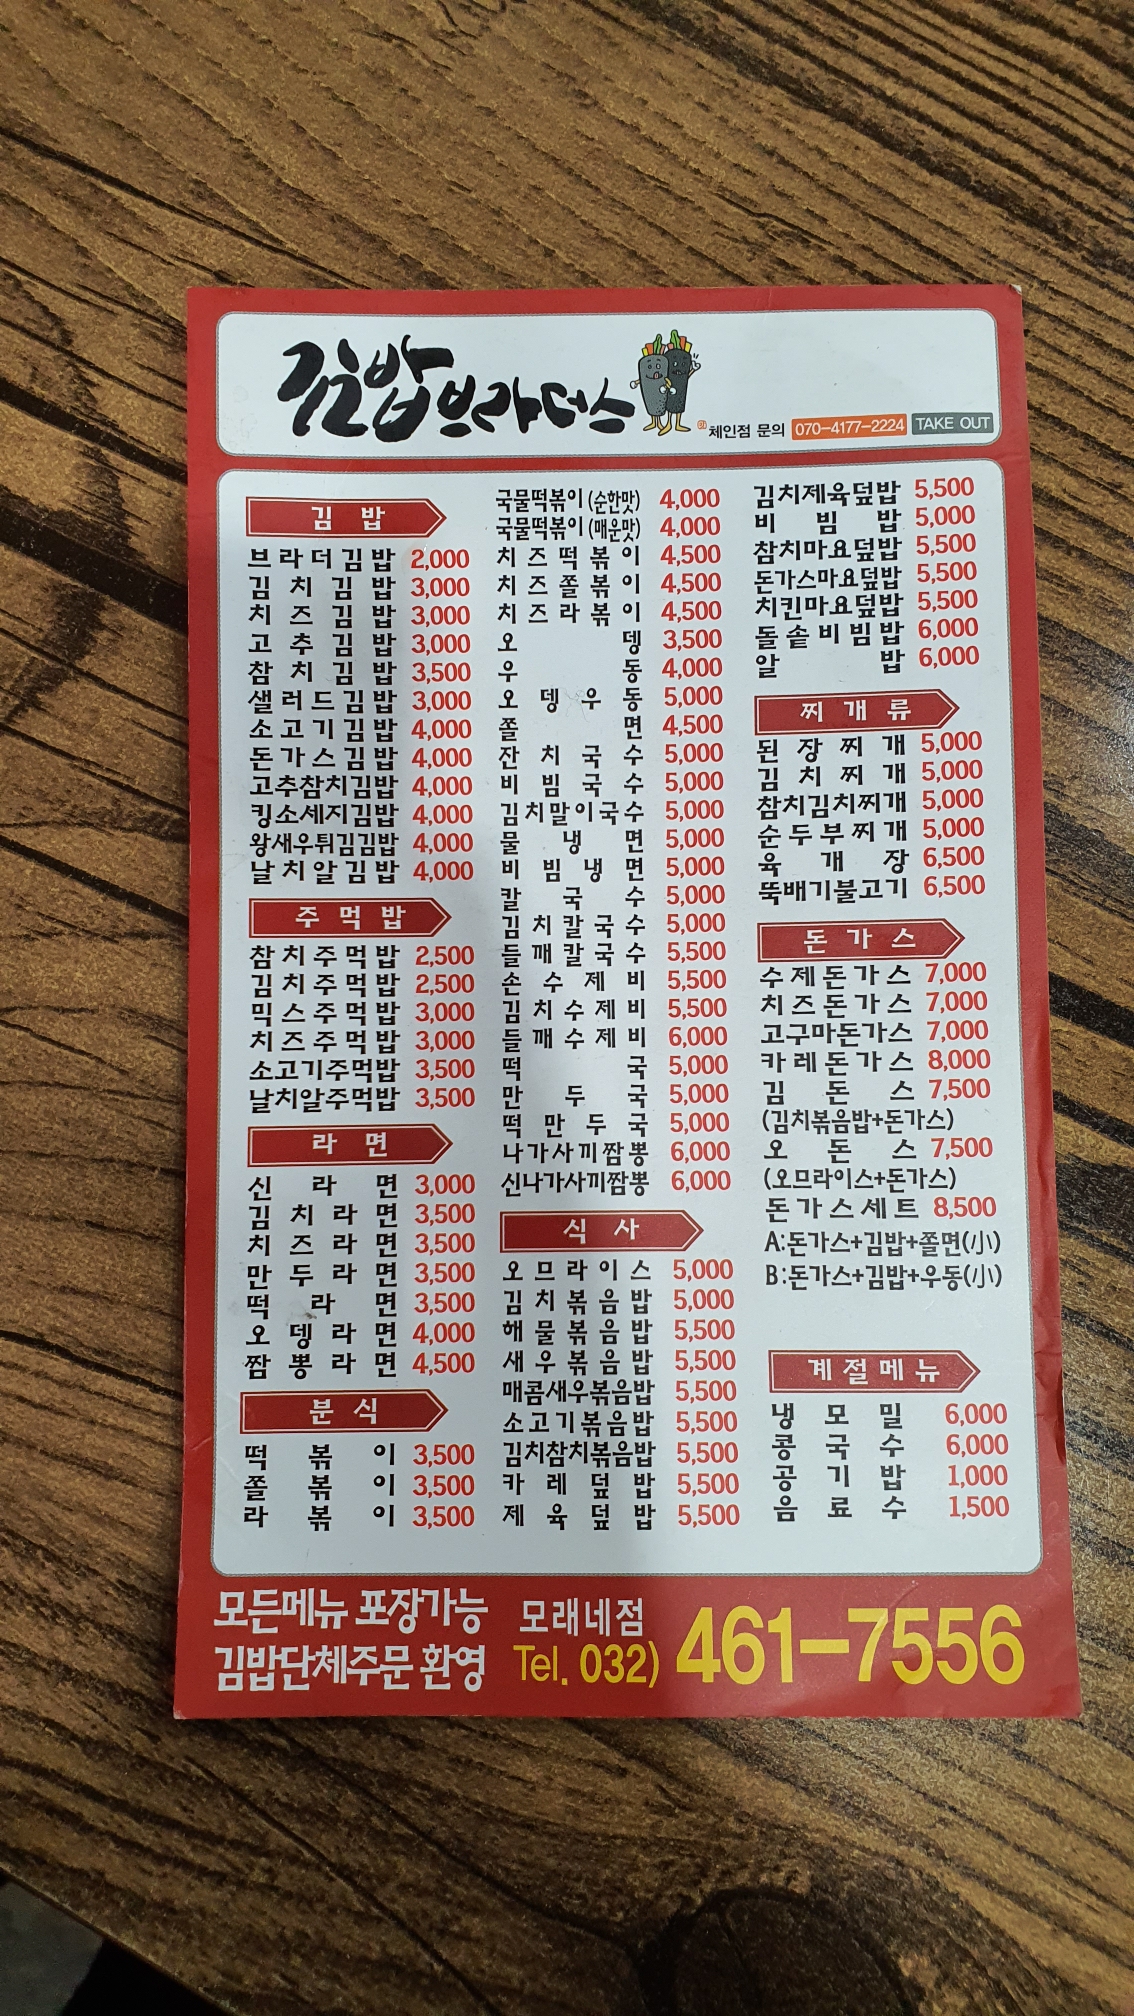 김밥브라더스
체인점 문의 070-4177-2224 TAKE OUT
김밥
브라더김밥 2,000
김치김밥 3,000
치즈김밥 3,000
고추김밥 3,000
참치김밥 3,500
샐러드김밥 3,000
소고기김밥 4,000
돈가스김밥 4,000
고추참치김밥 4,000
킹소세지김밥 4,000
왕새우튀김김밥 4,000
날치알김밥 4,000
주먹밥
참치주먹밥 2,500
김치주먹밥 2,500
믹스주먹밥 3,000
치즈주먹밥 3,000
소고기주먹밥 3,500
날치알주먹밥 3,500
라면
신라면 3,000
김치라면 3,500
치즈라면 3,500
만두라면 3,500
떡라면 3,500
오뎅라면 4,000
짬뽕라면 4,500
분식
떡볶이 3,500
쫄볶이 3,500
라볶이 3,500
국물떡볶이(순한맛) 4,000
국물떡볶이(매운맛) 4,000
치즈떡볶이 4,500
치즈쫄볶이 4,500
치즈라볶이 4,500
오뎅 3,500
우동 4,000
오뎅우동 5,000
쫄면 4,500
잔치국수 5,000
비빔국수 5,000
김치말이국수 5,000
물냉면 5,000
비빔냉면 5,000
칼국수 5,000
김치칼국수 5,000
들깨칼국수 5,500
손수제비 5,500
김치수제비 5,500
들깨수제비 6,000
떡국 5,000
만두국 5,000
떡만두국 5,000
나가사끼짬뽕 6,000
신나가사끼짬뽕 6,000
식사
오므라이스 5,000
김치볶음밥 5,000
해물볶음밥 5,500
새우볶음밥 5,500
매콤새우볶음밥 5,500
소고기볶음밥 5,500
김치참치볶음밥 5,500
카레덮밥 5,500
제육덮밥 5,500
김치제육덮밥 5,500
비빔밥 5,000
참치마요덮밥 5,500
돈가스마요덮밥 5,500
치킨마요덮밥 5,500
돌솥비빔밥 6,000
알밥 6,000
찌개류
된장찌개 5,000
김치찌개 5,000
참치김치찌개 5,000
순두부찌개 5,000
육개장 6,500
뚝배기불고기 6,500
돈가스
수제돈가스 7,000
치즈돈가스 7,000
고구마돈가스 7,000
카레돈가스 8,000
김돈스 7,500
(김치볶음밥+돈가스)
오돈스 7,500
(오므라이스+돈가스)
돈가스세트 8,500
A:돈가스+김밥+쫄면(小)
B:돈가스+김밥+우동(小)
계절메뉴
냉모밀 6,000
콩국수 6,000
공기밥 1,000
음료수 1,500
모든메뉴 포장가능
김밥단체주문 환영
모래네점
Tel. 032) 461-7556